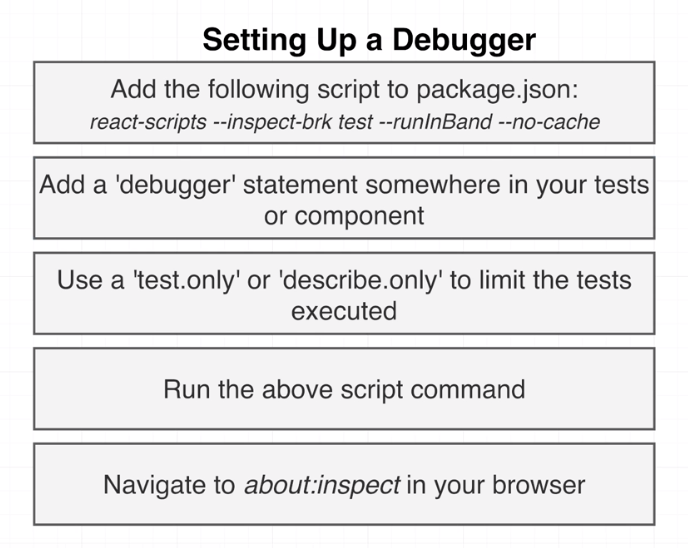 Setting Up a Debugger
Add the following script to package.json:
react-scripts --inspect-brk test --runInBand --no-cache
Add a 'debugger' statement somewhere in your tests
or component
Use a 'test.only' or 'describe.only' to limit the tests
executed
Run the above script command
Navigate to about:inspect in your browser